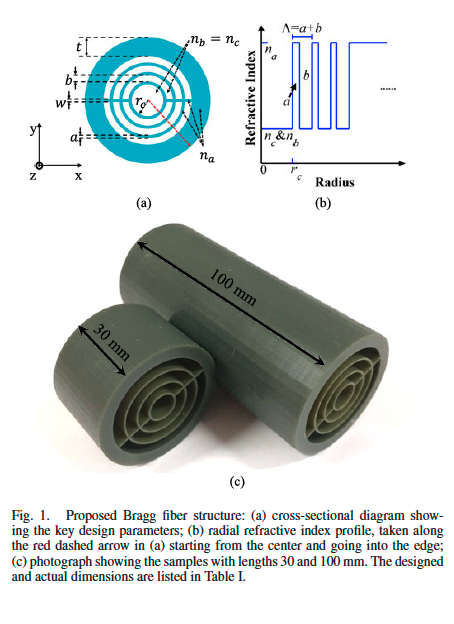 t
b
w
a
r_c
n_b = n_c
n_a
y
z
x
(a)
Refractive Index
Λ=a+b
n_a
b
a
n_c &n_b
0
r_c
Radius
......
(b)
100 mm
30 mm
(c)
Fig. 1. Proposed Bragg fiber structure: (a) cross-sectional diagram show-
ing the key design parameters; (b) radial refractive index profile, taken along
the red dashed arrow in (a) starting from the center and going into the edge;
(c) photograph showing the samples with lengths 30 and 100 mm. The designed
and actual dimensions are listed in Table I.